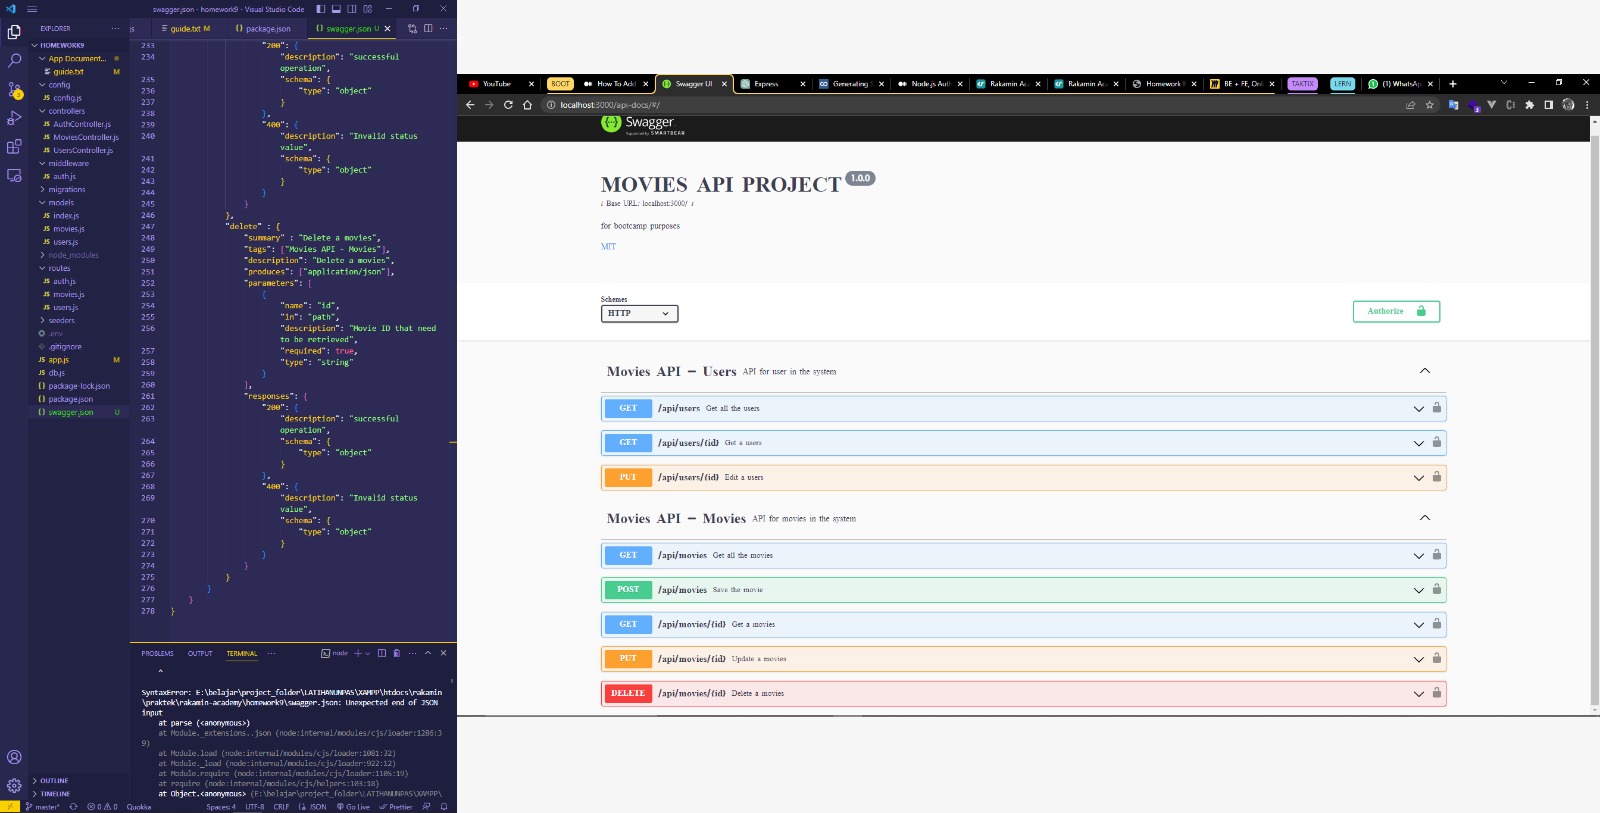 swagger.json - homework9 - Visual Studio Code
EXPLORER
HOMEWORK9
App Document...
guide.txt M
config
JS config.js
controllers
JS AuthController.js
JS MoviesController.js
JS UsersController.js
middleware
JS auth.js
migrations
models
JS index.js
JS movies.js
JS users.js
node_modules
routes
JS auth.js
JS movies.js
JS users.js
seeders
.env
.gitignore
JS app.js M
JS db.js
{} package-lock.json
{} package.json
{} swagger.json U
OUTLINE
TIMELINE
js guide.txt M {} package.json {} swagger.json U
233 "200": {
234 "description": "successful
operation",
235 "schema": {
236 "type": "object"
237 }
238 },
239 "400": {
240 "description": "Invalid status
value",
241 "schema": {
242 "type": "object"
243 }
244 }
245 }
246 },
247 "delete" : {
248 "summary" : "Delete a movies",
249 "tags": ["Movies API - Movies"],
250 "description": "Delete a movies",
251 "produces": ["application/json"],
252 "parameters": [
253 {
254 "name": "id",
255 "in": "path",
256 "description": "Movie ID that need
to be retrieved",
257 "required": true,
258 "type": "string"
259 }
260 ],
261 "responses": {
262 "200": {
263 "description": "successful
operation",
264 "schema": {
265 "type": "object"
266 }
267 },
268 "400": {
269 "description": "Invalid status
value",
270 "schema": {
271 "type": "object"
272 }
273 }
274 }
275 }
276 }
277 }
278 }
PROBLEMS OUTPUT TERMINAL ... node
^
SyntaxError: E:\belajar\project_folder\LATIHANUNPAS\XAMPP\htdocs\rakamin
\praktek\rakamin-academy\homework9\swagger.json: Unexpected end of JSON
input
at parse (<anonymous>)
at Module._extensions..json (node:internal/modules/cjs/loader:1286:3
9)
at Module.load (node:internal/modules/cjs/loader:1081:32)
at Module._load (node:internal/modules/cjs/loader:922:12)
at Module.require (node:internal/modules/cjs/loader:1105:19)
at require (node:internal/modules/cjs/helpers:103:18)
at Object.<anonymous> (E:\belajar\project_folder\LATIHANUNPAS\XAMPP\
master* 0 0 Quokka Spaces: 4 UTF-8 CRLF {} JSON Go Live Prettier
YouTube BOOT How To Add Swagger UI Express Generating S Node.js Auth Rakamin Ac Rakamin Ac Homework BE + FE, Onl TAKTIX LERN (1) WhatsAp
localhost:3000/api-docs/#/
Swagger
Supported by SMARTBEAR
MOVIES API PROJECT 1.0.0
[ Base URL: localhost:3000/ ]
for bootcamp purposes
MIT
Schemes
HTTP
Authorize
Movies API - Users API for user in the system
GET /api/users Get all the users
GET /api/users/{id} Get a users
PUT /api/users/{id} Edit a users
Movies API - Movies API for movies in the system
GET /api/movies Get all the movies
POST /api/movies Save the movie
GET /api/movies/{id} Get a movies
PUT /api/movies/{id} Update a movies
DELETE /api/movies/{id} Delete a movies